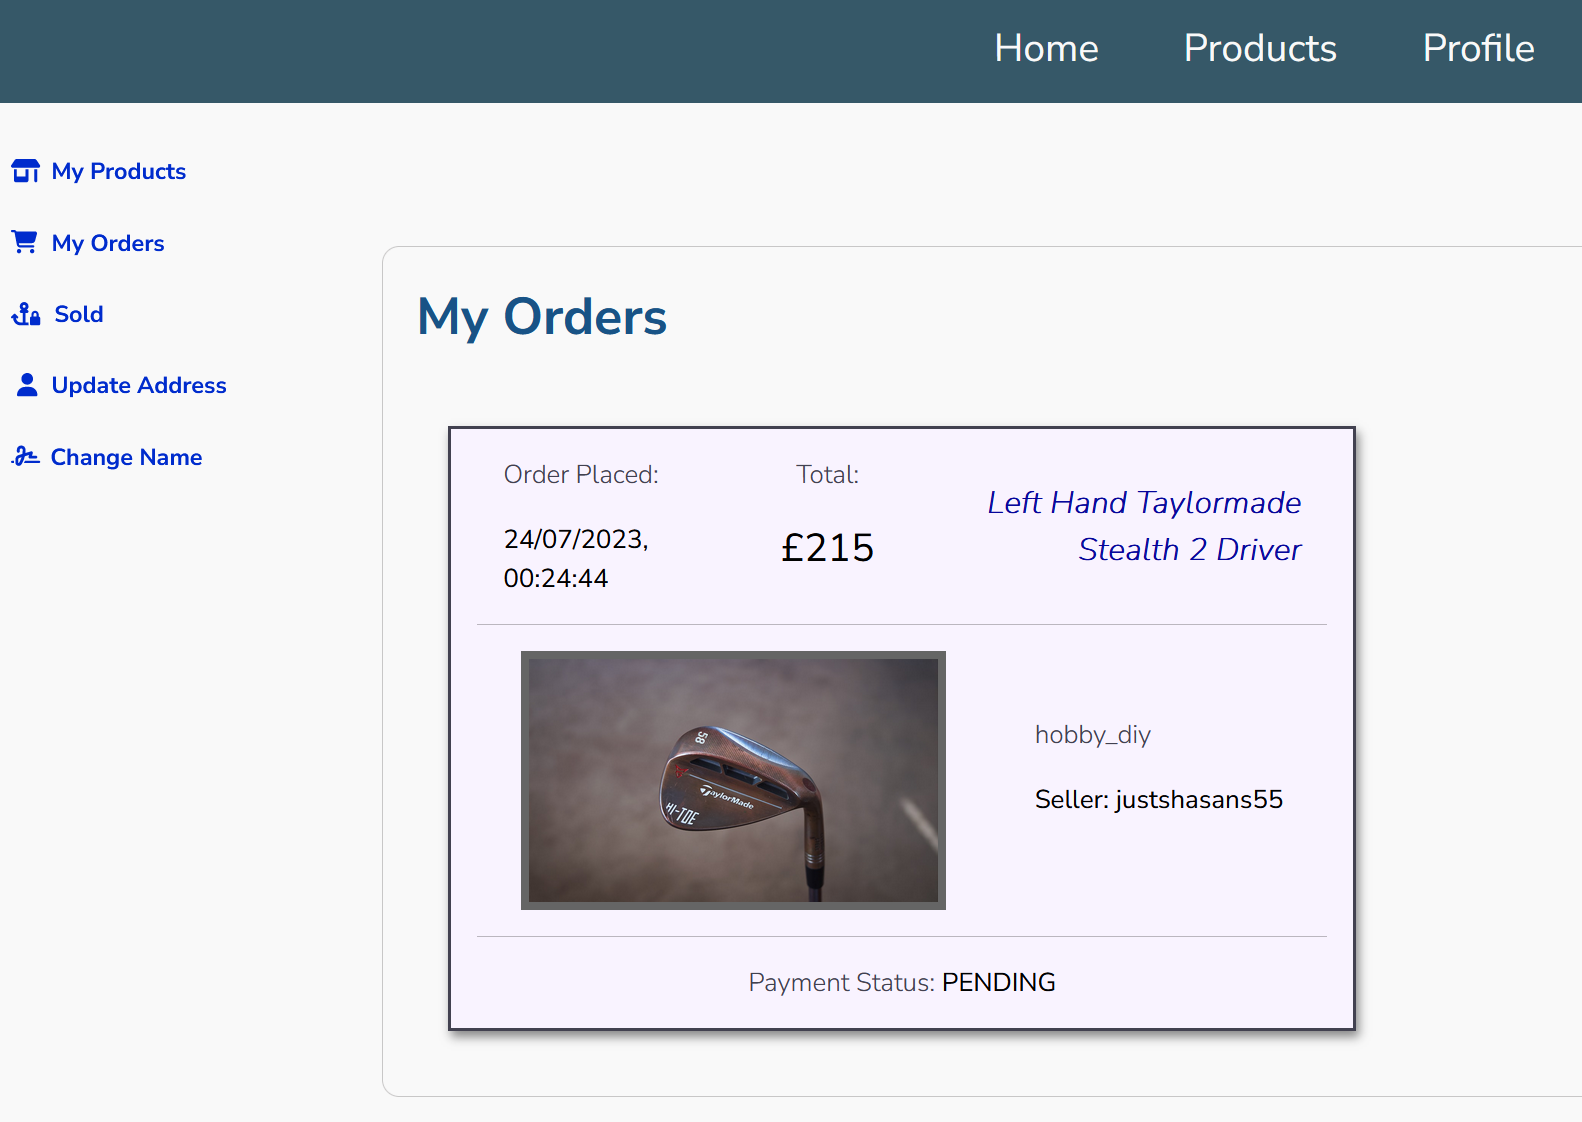 Home Products Profile
My Products
My Orders
Sold
Update Address
Change Name
My Orders
Order Placed:
24/07/2023,
00:24:44
Total:
£215
Left Hand Taylormade
Stealth 2 Driver
58
TaylorMade
HI-TOE
hobby_diy
Seller: justshasans55
Payment Status: PENDING